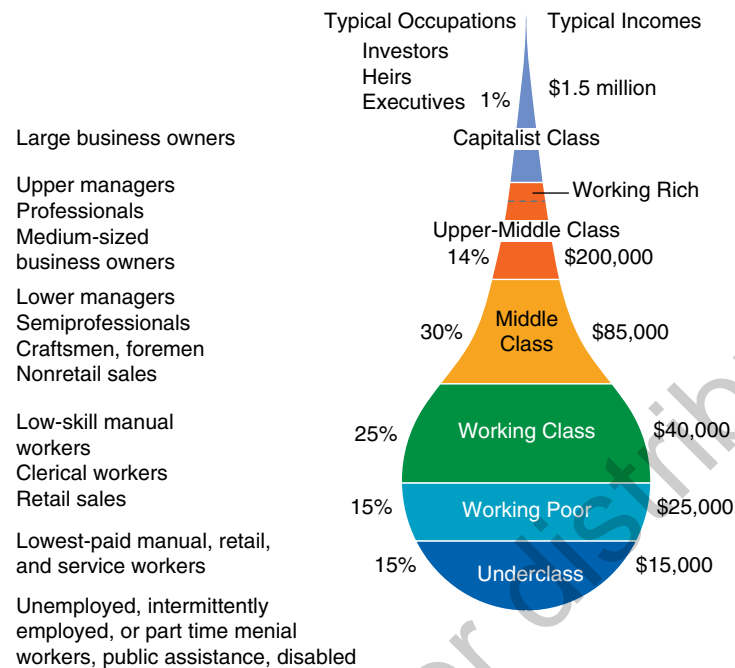 Typical Occupations Typical Incomes
Investors
Heirs
Executives 1% $1.5 million
Large business owners Capitalist Class
Upper managers
Working Rich
Professionals
Medium-sized Upper-Middle Class
business owners 14% $200,000
Lower managers
Semiprofessionals
Craftsmen, foremen
Nonretail sales
30% Middle $85,000
Class
Low-skill manual
workers
Clerical workers
Retail sales
25% Working Class $40,000
15% Working Poor $25,000
Lowest-paid manual, retail,
and service workers
15% Underclass $15,000
Unemployed, intermittently
employed, or part time menial
workers, public assistance, disabled